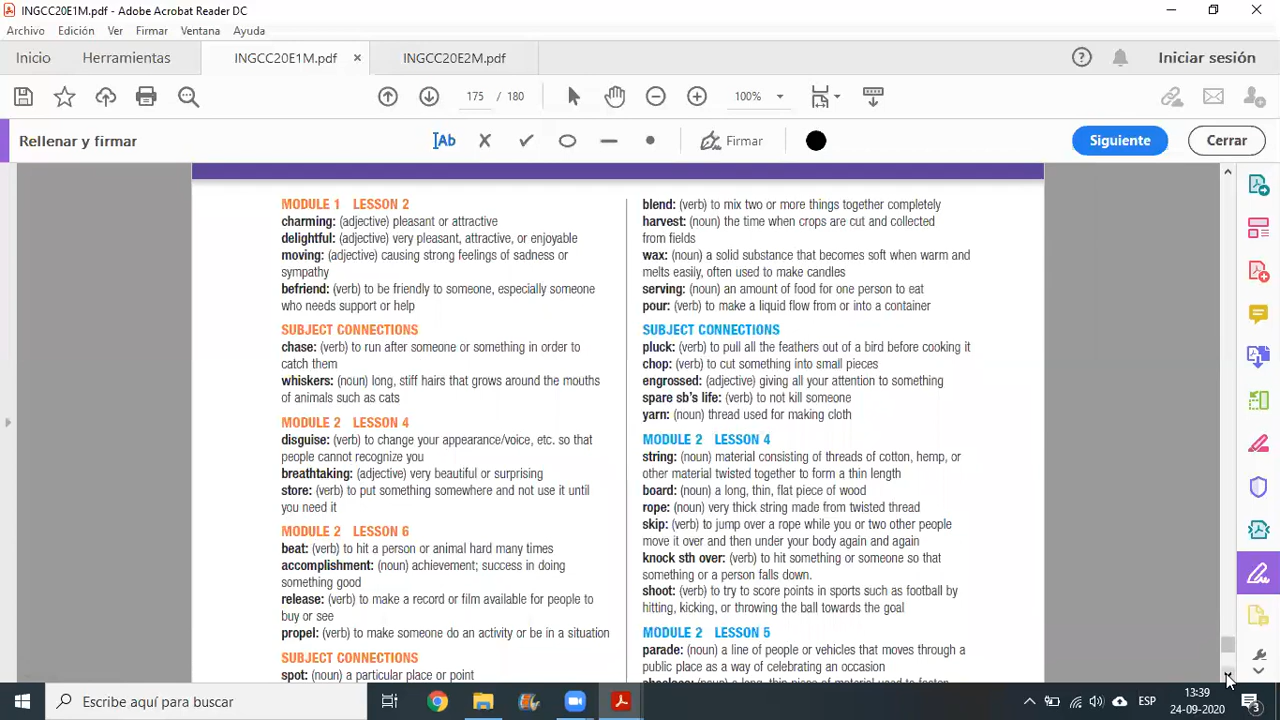 INGCC20E1M.pdf - Adobe Acrobat Reader DC
Archivo Edición Ver Firmar Ventana Ayuda
Inicio Herramientas INGCC20E1M.pdf × INGCC20E2M.pdf Iniciar sesión
175 / 180 100%
Rellenar y firmar Ab Firmar Siguiente Cerrar
MODULE 1 LESSON 2
charming: (adjective) pleasant or attractive
delightful: (adjective) very pleasant, attractive, or enjoyable
moving: (adjective) causing strong feelings of sadness or
sympathy
befriend: (verb) to be friendly to someone, especially someone
who needs support or help
SUBJECT CONNECTIONS
chase: (verb) to run after someone or something in order to
catch them
whiskers: (noun) long, stiff hairs that grows around the mouths
of animals such as cats
MODULE 2 LESSON 4
disguise: (verb) to change your appearance/voice, etc. so that
people cannot recognize you
breathtaking: (adjective) very beautiful or surprising
store: (verb) to put something somewhere and not use it until
you need it
MODULE 2 LESSON 6
beat: (verb) to hit a person or animal hard many times
accomplishment: (noun) achievement; success in doing
something good
release: (verb) to make a record or film available for people to
buy or see
propel: (verb) to make someone do an activity or be in a situation
SUBJECT CONNECTIONS
spot: (noun) a particular place or point
blend: (verb) to mix two or more things together completely
harvest: (noun) the time when crops are cut and collected
from fields
wax: (noun) a solid substance that becomes soft when warm and
melts easily, often used to make candles
serving: (noun) an amount of food for one person to eat
pour: (verb) to make a liquid flow from or into a container
SUBJECT CONNECTIONS
pluck: (verb) to pull all the feathers out of a bird before cooking it
chop: (verb) to cut something into small pieces
engrossed: (adjective) giving all your attention to something
spare sb's life: (verb) to not kill someone
yarn: (noun) thread used for making cloth
MODULE 2 LESSON 4
string: (noun) material consisting of threads of cotton, hemp, or
other material twisted together to form a thin length
board: (noun) a long, thin, flat piece of wood
rope: (noun) very thick string made from twisted thread
skip: (verb) to jump over a rope while you or two other people
move it over and then under your body again and again
knock sth over: (verb) to hit something or someone so that
something or a person falls down.
shoot: (verb) to try to score points in sports such as football by
hitting, kicking, or throwing the ball towards the goal
MODULE 2 LESSON 5
parade: (noun) a line of people or vehicles that moves through a
public place as a way of celebrating an occasion
Escribe aquí para buscar ESP 13:39
24-09-2020 3